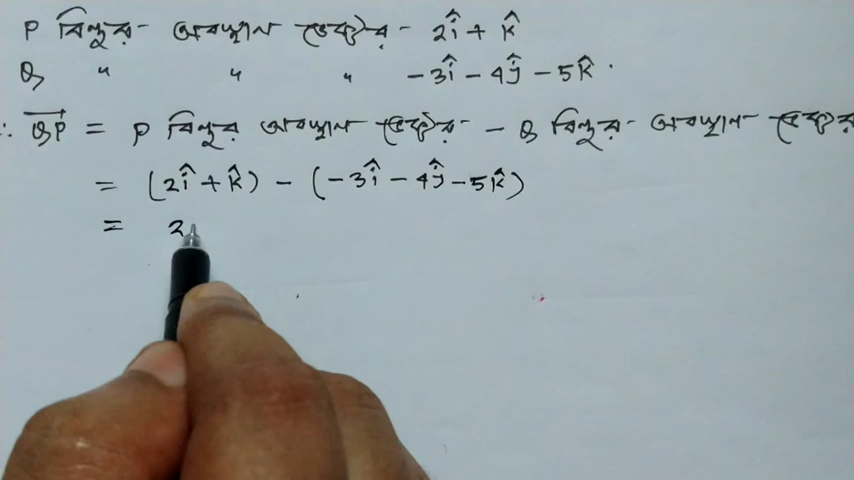 P বিন্দুর অবস্থান ভেক্টর 2î + k̂
Q " " " -3î - 4ĵ - 5k̂.
∴ QP⃗ = P বিন্দুর অবস্থান ভেক্টর - Q বিন্দুর অবস্থান ভেক্টর
= (2î + k̂) - (-3î - 4ĵ - 5k̂)
= 2